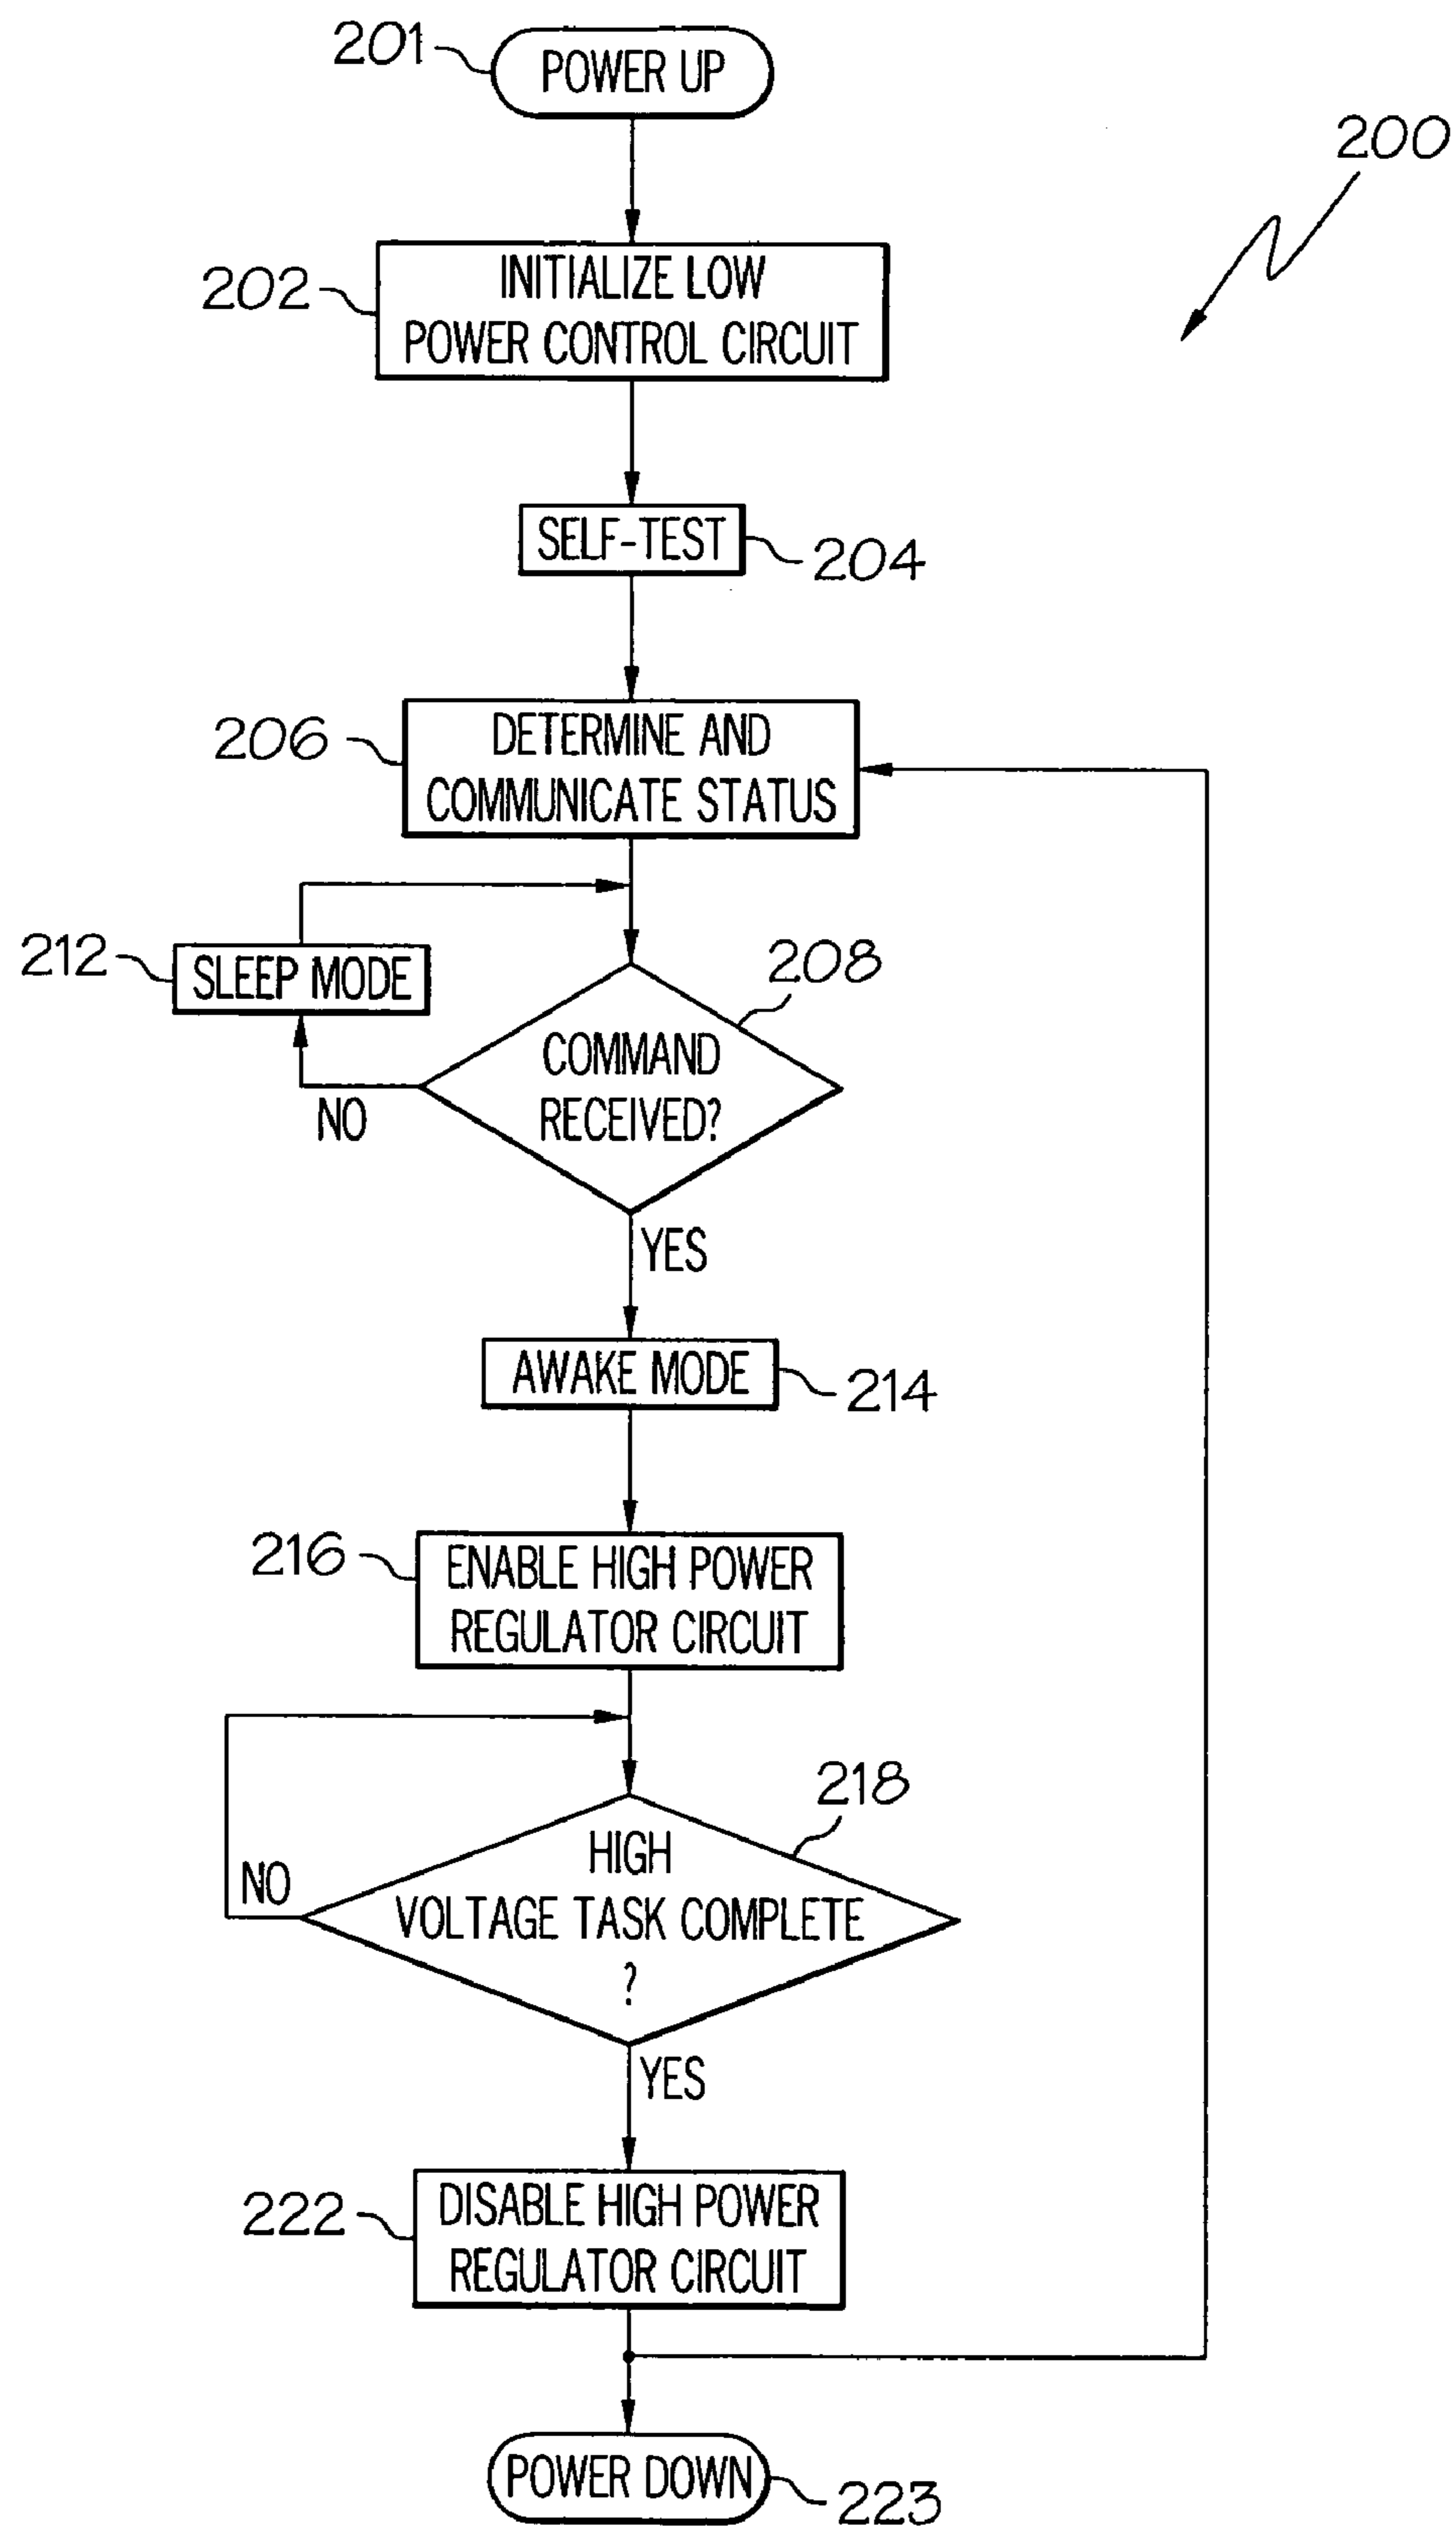 201
POWER UP
200
202
INITIALIZE LOW
POWER CONTROL CIRCUIT
SELF-TEST
204
206
DETERMINE AND
COMMUNICATE STATUS
212
SLEEP MODE
208
COMMAND
RECEIVED?
NO
YES
AWAKE MODE
214
216
ENABLE HIGH POWER
REGULATOR CIRCUIT
218
HIGH
VOLTAGE TASK COMPLETE
?
NO
YES
222
DISABLE HIGH POWER
REGULATOR CIRCUIT
POWER DOWN
223